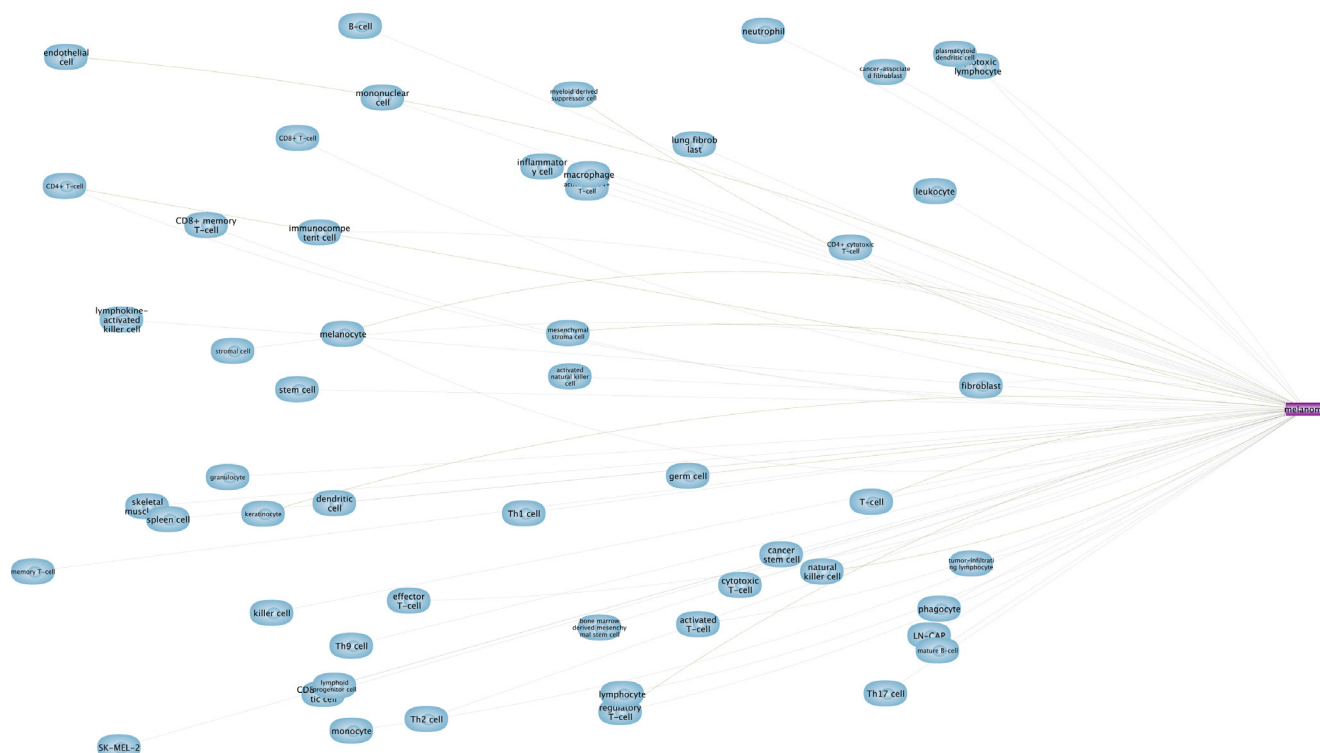 B-cell
neutrophil
endothelial
cell
plasmacytoid
dendritic cell
lymphocyte
cancer-associate
d fibroblast
mononuclear
cell
myeloid derived
suppressor cell
CD8+ T-cell
lung fibrob
last
inflammator
y cell
macrophage
T-cell
CD4+ T-cell
leukocyte
CD8+ memory
T-cell
immunocompe
tent cell
CD4+ cytotoxic
T-cell
lymphokine-
activated
killer cell
melanocyte
mesenchymal
stroma cell
stromal cell
activated
natural killer
cell
stem cell
fibroblast
melanom
granulocyte
germ cell
skeletal
muscl
spleen cell
keratinocyte
dendritic
cell
Th1 cell
T-cell
memory T-cell
cancer
stem cell
natural
killer cell
tumor-infiltrati
ng lymphocyte
cytotoxic
T-cell
effector
T-cell
killer cell
bone marrow
derived mesenchy
mal stem cell
activated
T-cell
phagocyte
LN-CAP
mature B-cell
Th9 cell
lymphoid
progenitor cell
tic cell
lymphocyte
regulatory
T-cell
Th17 cell
Th2 cell
monocyte
SK-MEL-2